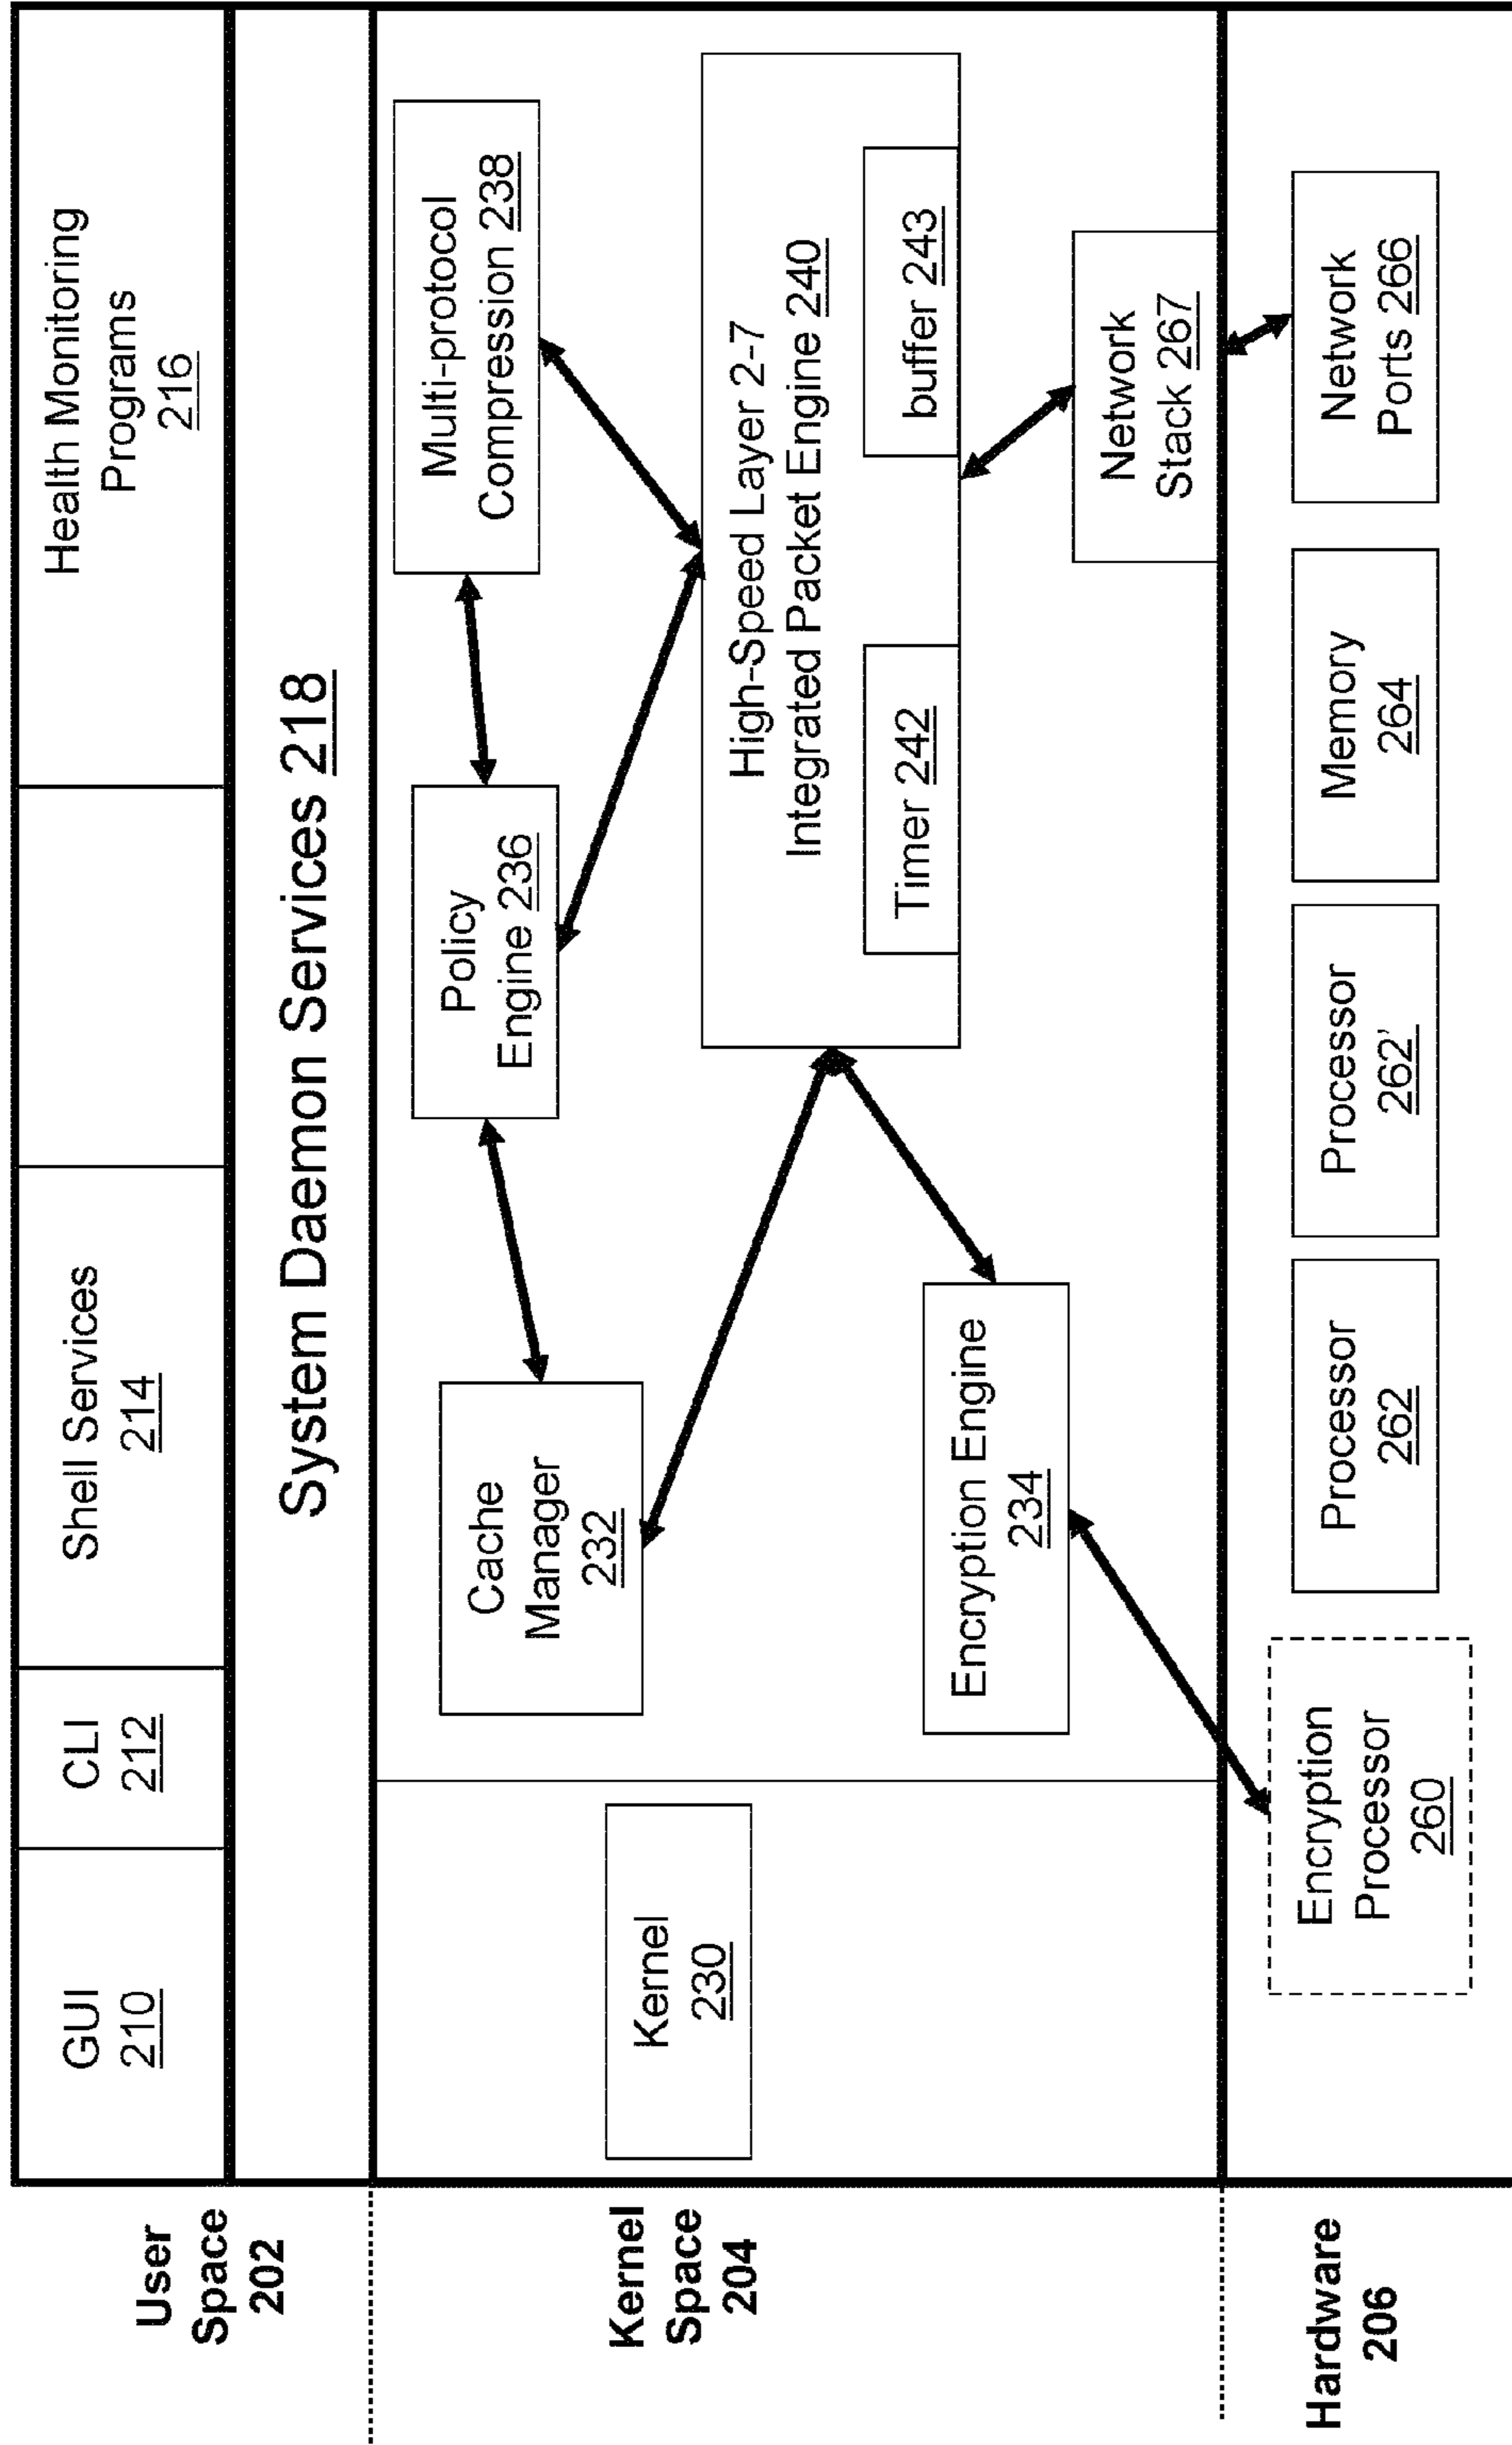 User
Space
202
GUI
210
CLI
212
Shell Services
214
Health Monitoring
Programs
216
System Daemon Services 218
Kernel
Space
204
Kernel
230
Cache
Manager
232
Policy
Engine 236
Multi-protocol
Compression 238
High-Speed Layer 2-7
Integrated Packet Engine 240
Timer 242
buffer 243
Encryption Engine
234
Network
Stack 267
Hardware
206
Encryption
Processor
260
Processor
262
Processor
262'
Memory
264
Network
Ports 266